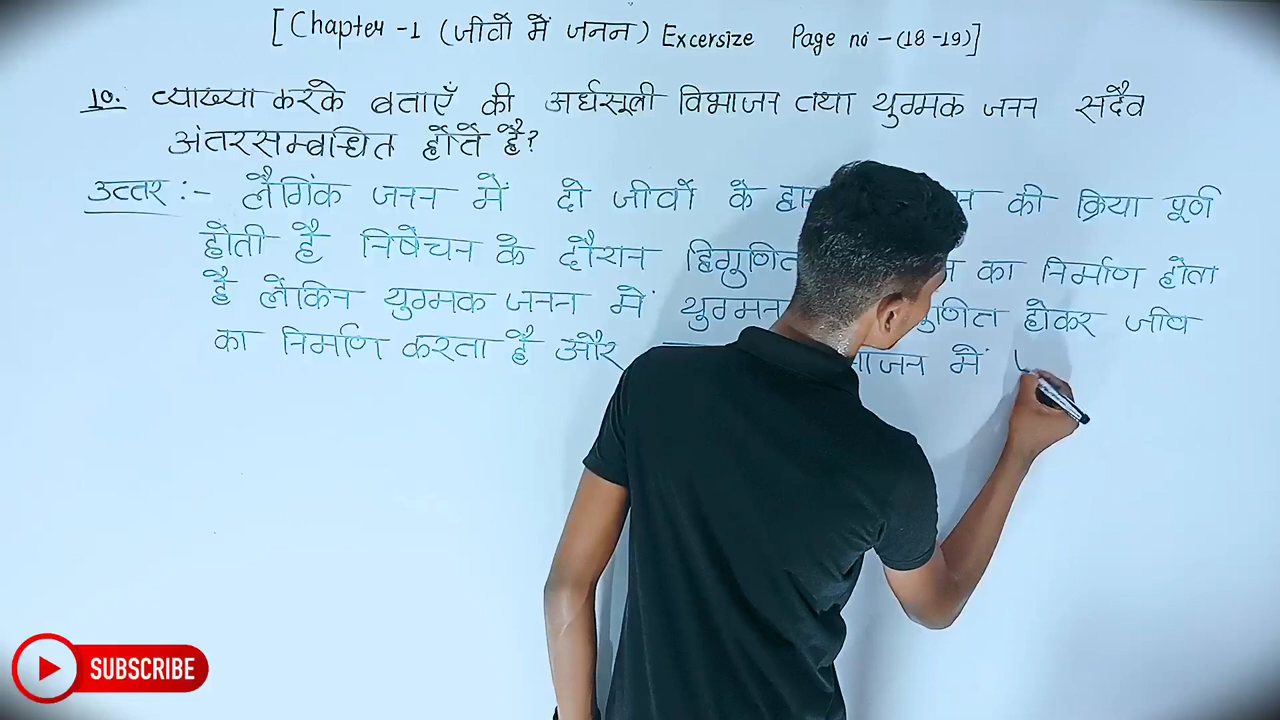 [Chapter -1 (जीवों में जनन) Excersize Page no - (18-19)]
10. व्याख्या करके बताएँ की अर्धसूत्री विभाजन तथा युग्मक जनन सदैव
अंतरसम्बन्धित होते है?
उत्तर :- लैगिंक जनन में दो जीवों के की क्रिया पूर्ण
होती है निषेचन के दौरान द्विगुणित का निर्माण होता
है लेकिन युग्मक जनन में होकर जीव
का निर्माण करता है और में
SUBSCRIBE